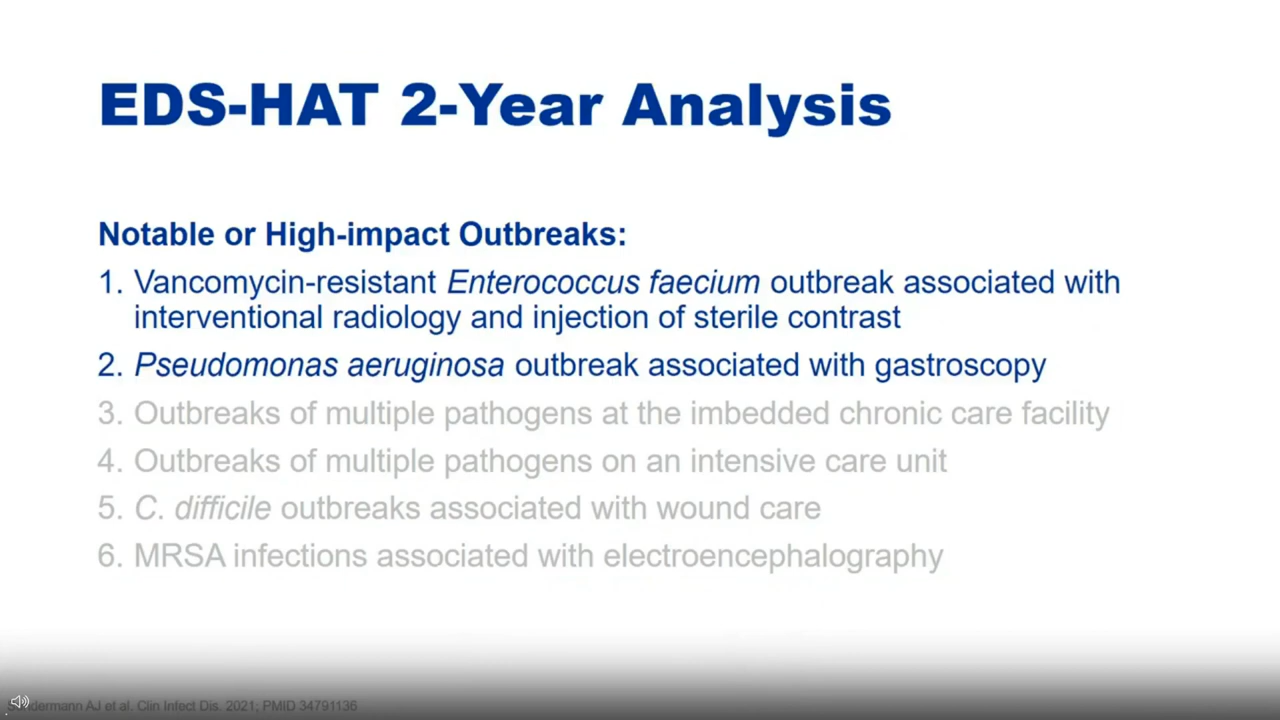 EDS-HAT 2-Year Analysis
Notable or High-impact Outbreaks:
1. Vancomycin-resistant Enterococcus faecium outbreak associated with
interventional radiology and injection of sterile contrast
2. Pseudomonas aeruginosa outbreak associated with gastroscopy
3. Outbreaks of multiple pathogens at the imbedded chronic care facility
4. Outbreaks of multiple pathogens on an intensive care unit
5. C. difficile outbreaks associated with wound care
6. MRSA infections associated with electroencephalography
AJ et al. Clin Infect Dis. 2021; PMID 34791136